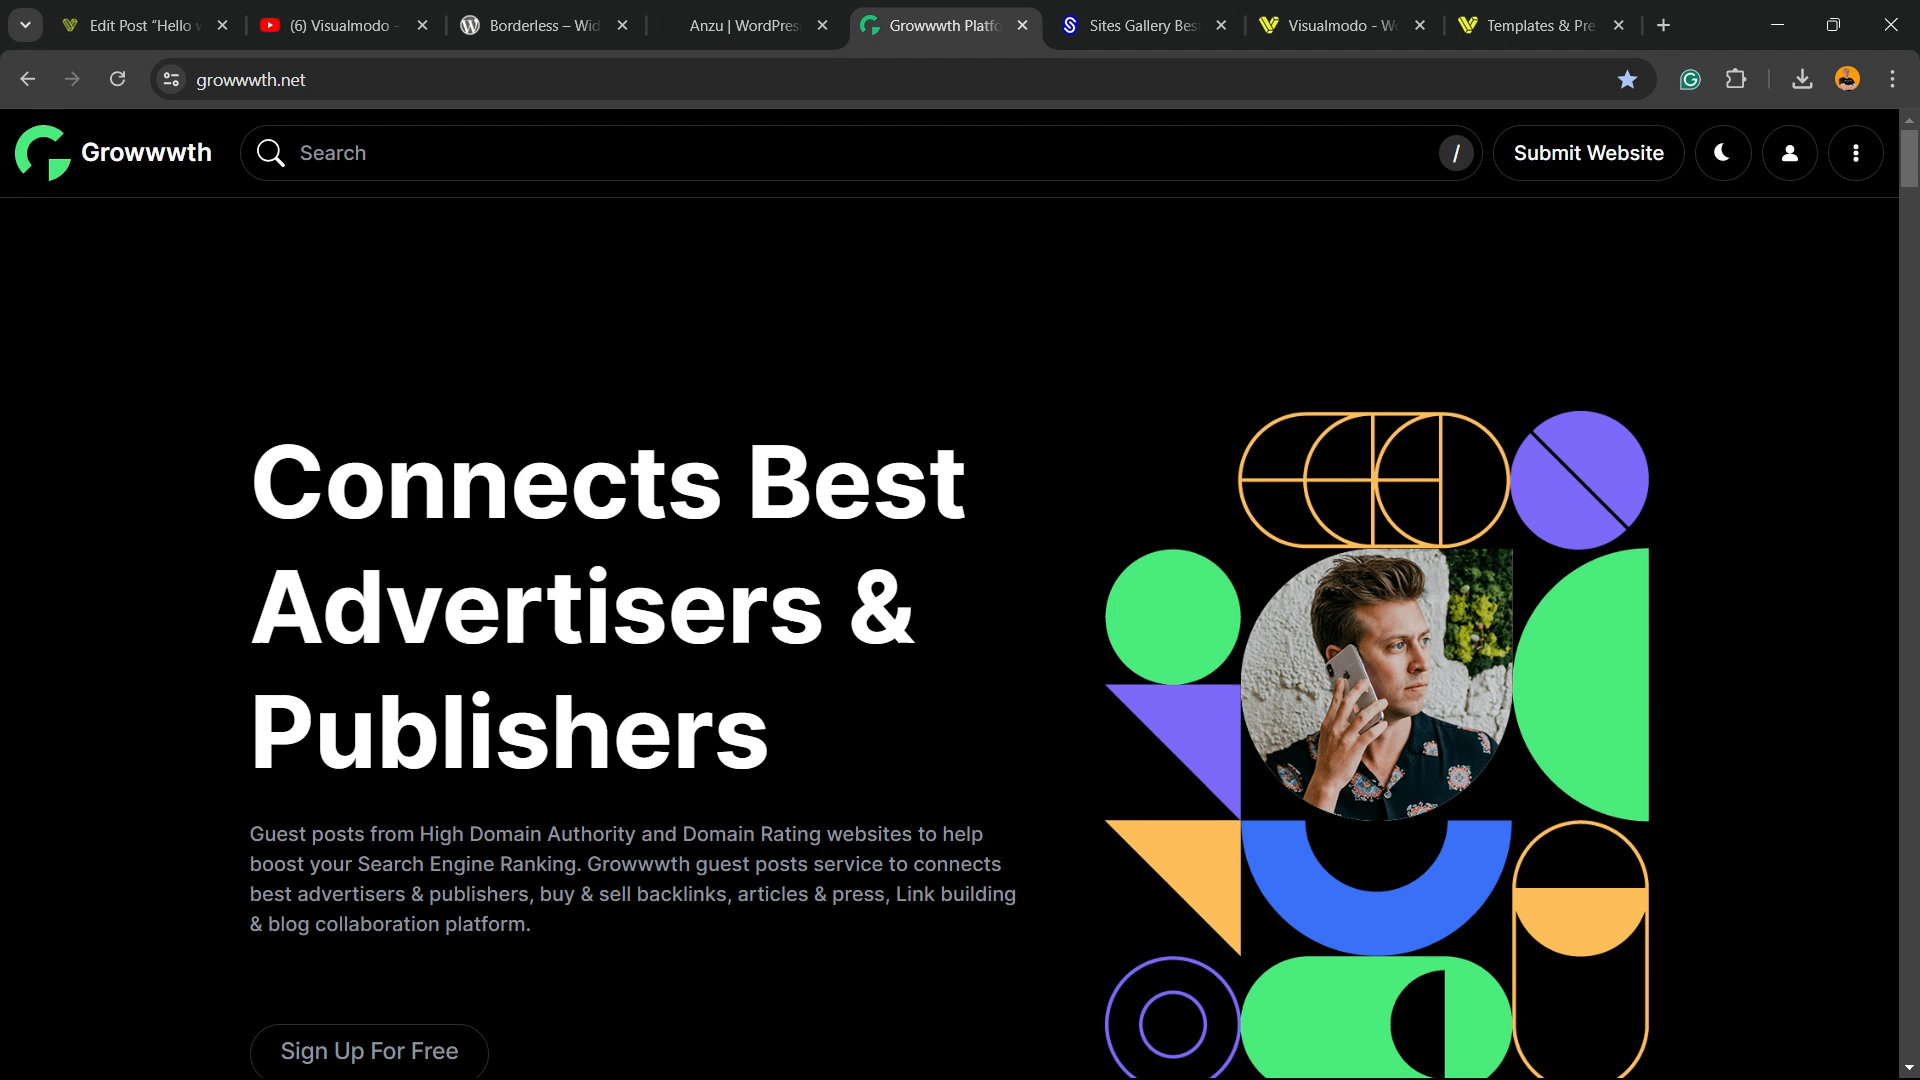 Edit Post “Hello w
(6) Visualmodo -
Borderless – Wid
Anzu | WordPres
Growwwth Platfo
Sites Gallery Bes
Visualmodo - Wo
Templates & Pre
growwwth.net
Growwwth
Search
/
Submit Website
Connects Best
Advertisers &
Publishers
Guest posts from High Domain Authority and Domain Rating websites to help
boost your Search Engine Ranking. Growwwth guest posts service to connects
best advertisers & publishers, buy & sell backlinks, articles & press, Link building
& blog collaboration platform.
Sign Up For Free